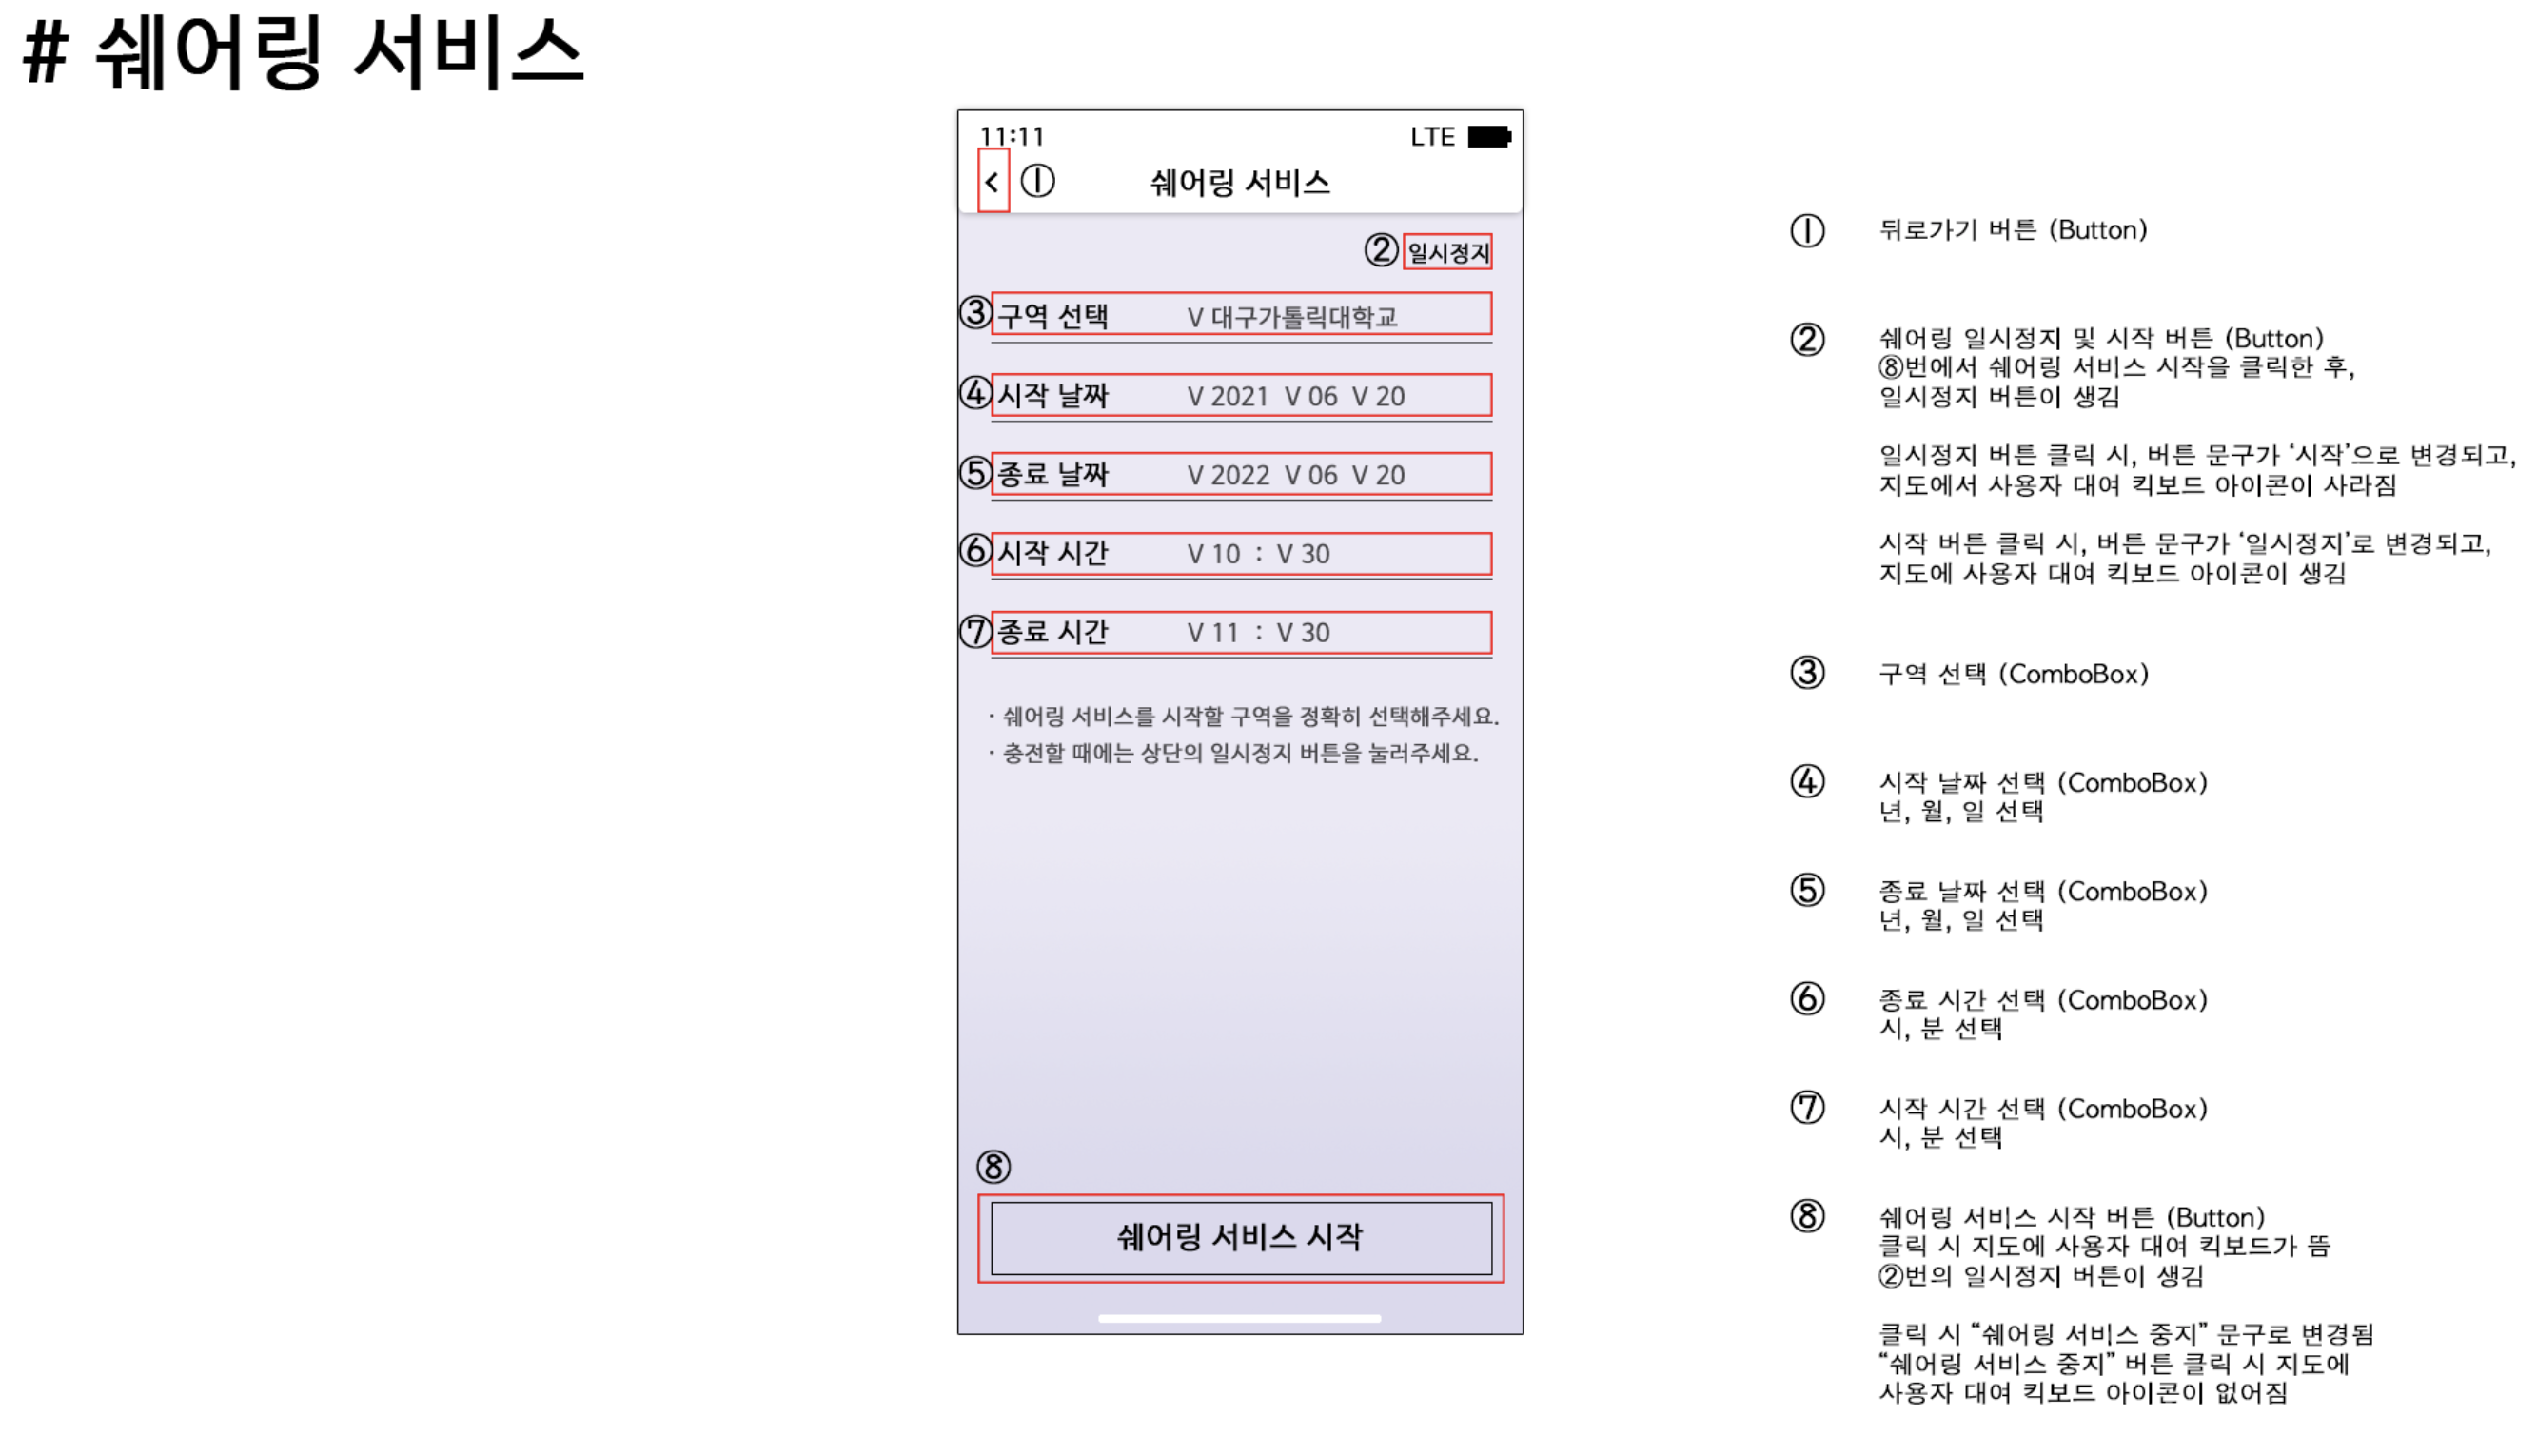 # 쉐어링 서비스
11:11 LTE
< ① 쉐어링 서비스
② 일시정지
③ 구역 선택 V 대구가톨릭대학교
④ 시작 날짜 V 2021 V 06 V 20
⑤ 종료 날짜 V 2022 V 06 V 20
⑥ 시작 시간 V 10 : V 30
⑦ 종료 시간 V 11 : V 30
· 쉐어링 서비스를 시작할 구역을 정확히 선택해주세요.
· 충전할 때에는 상단의 일시정지 버튼을 눌러주세요.
⑧
쉐어링 서비스 시작
① 뒤로가기 버튼 (Button)
② 쉐어링 일시정지 및 시작 버튼 (Button)
⑧번에서 쉐어링 서비스 시작을 클릭한 후,
일시정지 버튼이 생김
일시정지 버튼 클릭 시, 버튼 문구가 ‘시작’으로 변경되고,
지도에서 사용자 대여 킥보드 아이콘이 사라짐
시작 버튼 클릭 시, 버튼 문구가 ‘일시정지’로 변경되고,
지도에 사용자 대여 킥보드 아이콘이 생김
③ 구역 선택 (ComboBox)
④ 시작 날짜 선택 (ComboBox)
년, 월, 일 선택
⑤ 종료 날짜 선택 (ComboBox)
년, 월, 일 선택
⑥ 종료 시간 선택 (ComboBox)
시, 분 선택
⑦ 시작 시간 선택 (ComboBox)
시, 분 선택
⑧ 쉐어링 서비스 시작 버튼 (Button)
클릭 시 지도에 사용자 대여 킥보드가 뜸
②번의 일시정지 버튼이 생김
클릭 시 “쉐어링 서비스 중지” 문구로 변경됨
“쉐어링 서비스 중지” 버튼 클릭 시 지도에
사용자 대여 킥보드 아이콘이 없어짐